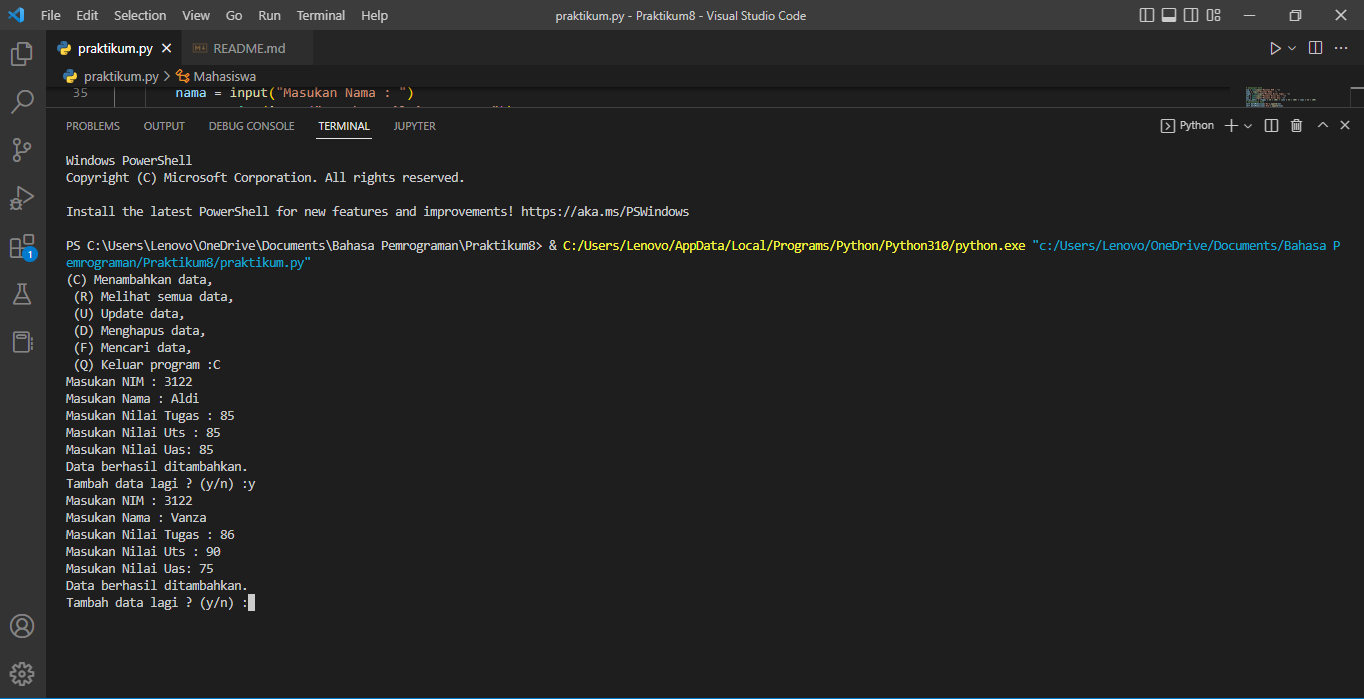 File Edit Selection View Go Run Terminal Help praktikum.py - Praktikum8 - Visual Studio Code
praktikum.py README.md
praktikum.py > Mahasiswa
35 nama = input("Masukan Nama : ")
PROBLEMS OUTPUT DEBUG CONSOLE TERMINAL JUPYTER Python
Windows PowerShell
Copyright (C) Microsoft Corporation. All rights reserved.
Install the latest PowerShell for new features and improvements! https://aka.ms/PSWindows
PS C:\Users\Lenovo\OneDrive\Documents\Bahasa Pemrograman\Praktikum8> & C:/Users/Lenovo/AppData/Local/Programs/Python/Python310/python.exe "c:/Users/Lenovo/OneDrive/Documents/Bahasa P
emrograman/Praktikum8/praktikum.py"
(C) Menambahkan data,
(R) Melihat semua data,
(U) Update data,
(D) Menghapus data,
(F) Mencari data,
(Q) Keluar program :C
Masukan NIM : 3122
Masukan Nama : Aldi
Masukan Nilai Tugas : 85
Masukan Nilai Uts : 85
Masukan Nilai Uas: 85
Data berhasil ditambahkan.
Tambah data lagi ? (y/n) :y
Masukan NIM : 3122
Masukan Nama : Vanza
Masukan Nilai Tugas : 86
Masukan Nilai Uts : 90
Masukan Nilai Uas: 75
Data berhasil ditambahkan.
Tambah data lagi ? (y/n) :
1